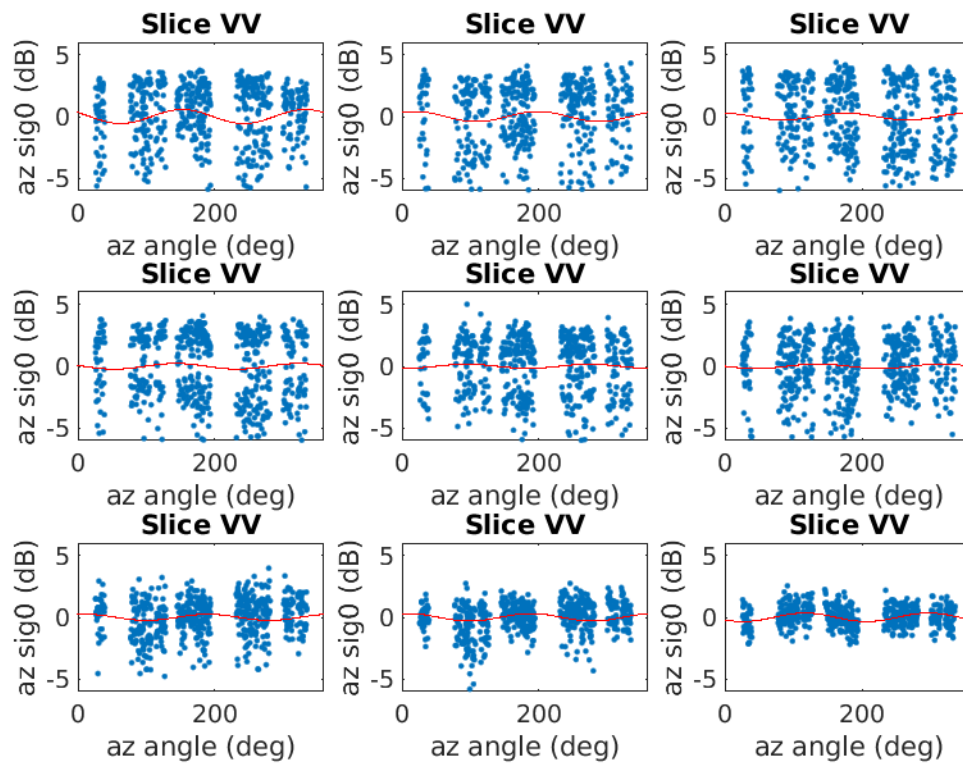 Slice VV Slice VV Slice VV
az sig0 (dB) az sig0 (dB) az sig0 (dB)
5 5 5
0 0 0
-5 -5 -5
0 200 0 200 0 200
az angle (deg) az angle (deg) az angle (deg)
Slice VV Slice VV Slice VV
az sig0 (dB) az sig0 (dB) az sig0 (dB)
5 5 5
0 0 0
-5 -5 -5
0 200 0 200 0 200
az angle (deg) az angle (deg) az angle (deg)
Slice VV Slice VV Slice VV
az sig0 (dB) az sig0 (dB) az sig0 (dB)
5 5 5
0 0 0
-5 -5 -5
0 200 0 200 0 200
az angle (deg) az angle (deg) az angle (deg)